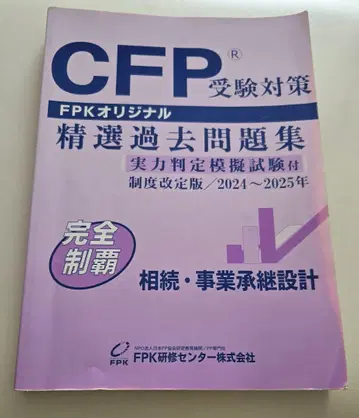 CFP® 受験対策
FPKオリジナル
精選過去問題集
実力判定模擬試験付
制度改定版／2024～2025年
完全
制覇
相続・事業承継設計
FPK
FPK研修センター株式会社